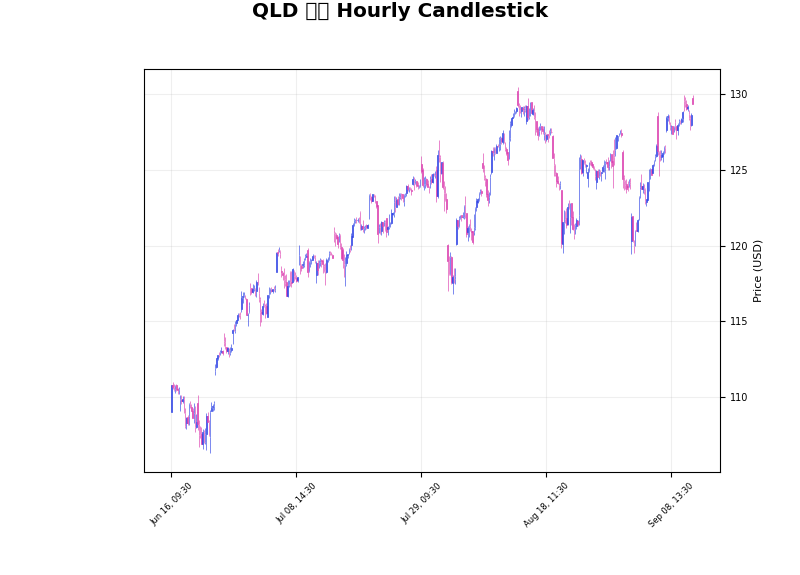 QLD Hourly Candlestick
130
125
120
115
110
Price (USD)
Jun 16, 09:30
Jul 08, 14:30
Jul 29, 09:30
Aug 18, 11:30
Sep 08, 13:30